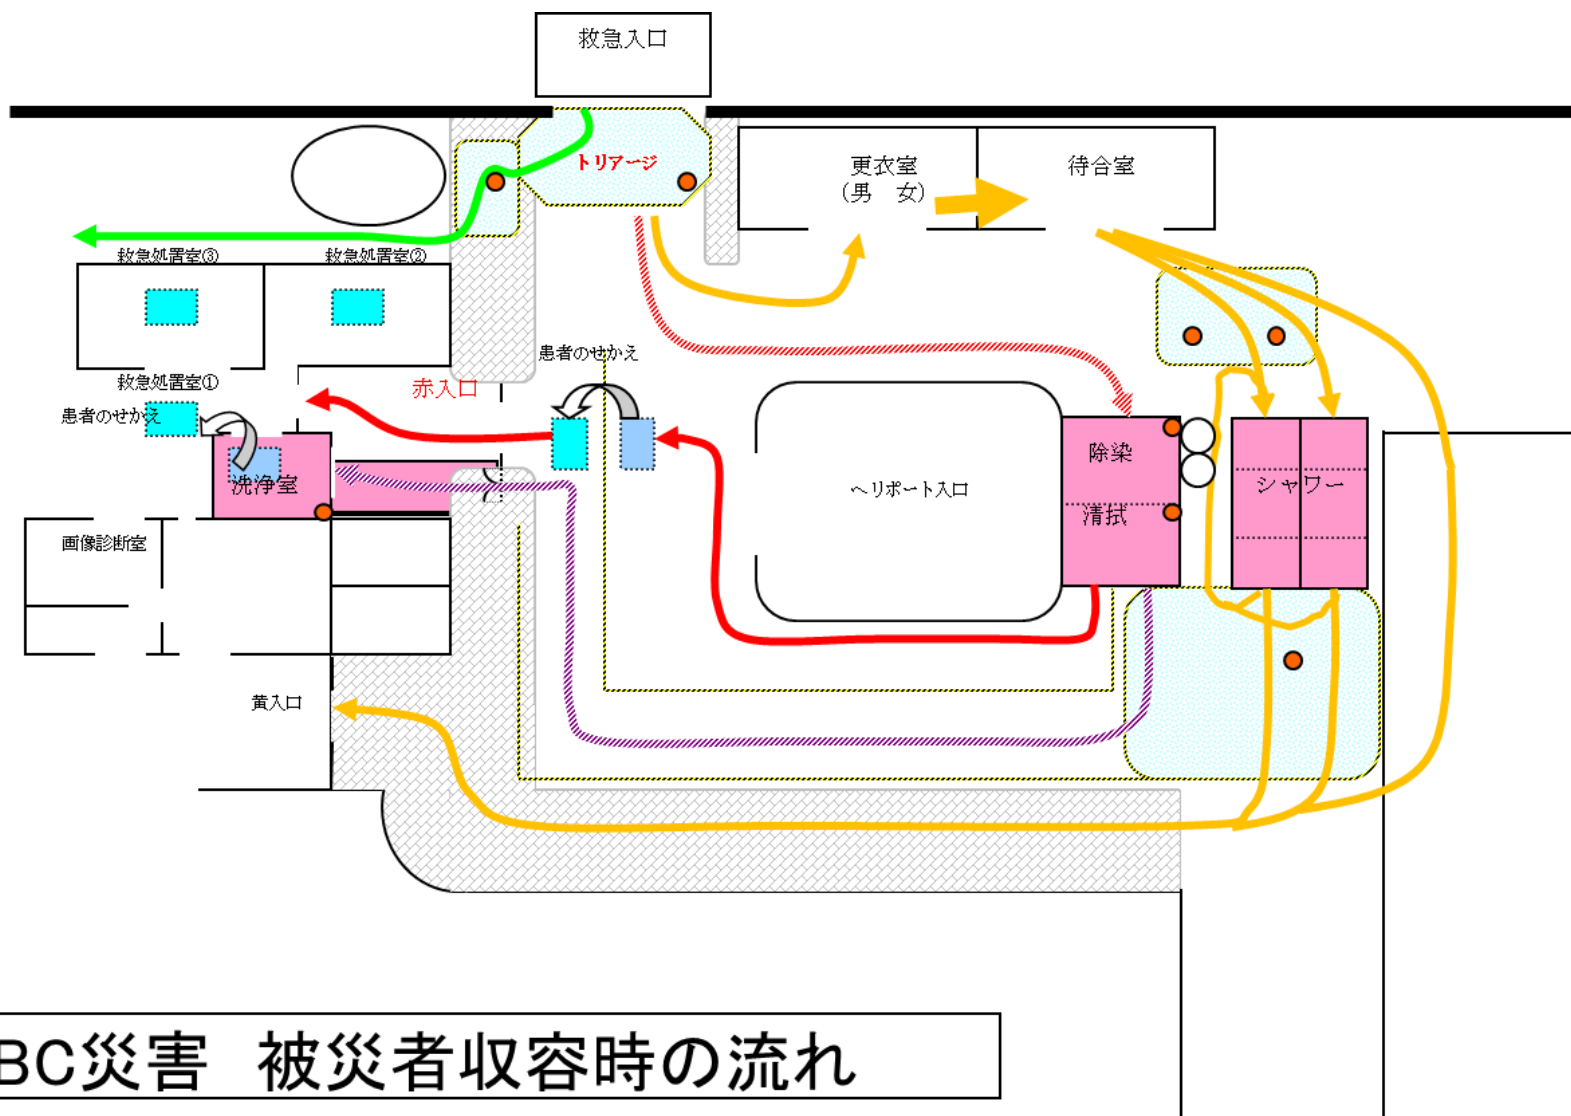 救急入口
トリアージ
更衣室
（男　女）
待合室
救急処置室③
救急処置室②
患者のせかえ
救急処置室①
赤入口
患者のせかえ
洗浄室
除染
清拭
シャワー
ヘリポート入口
画像診断室
黄入口
BC災害　被災者収容時の流れ